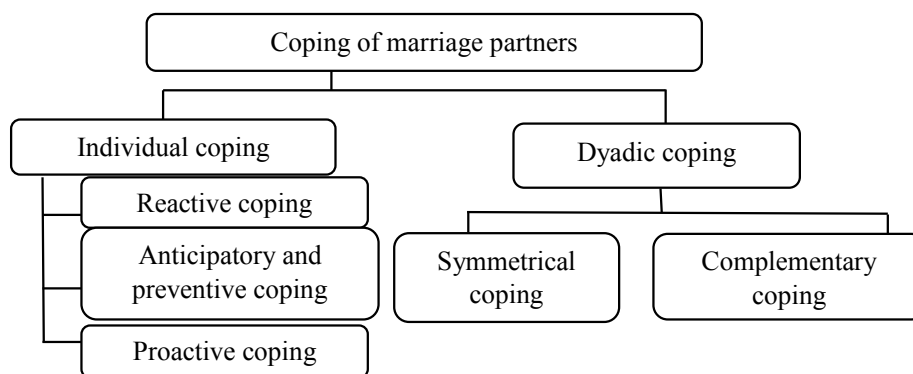 Coping of marriage partners
Individual coping
Dyadic coping
Reactive coping
Anticipatory and
preventive coping
Proactive coping
Symmetrical
coping
Complementary
coping